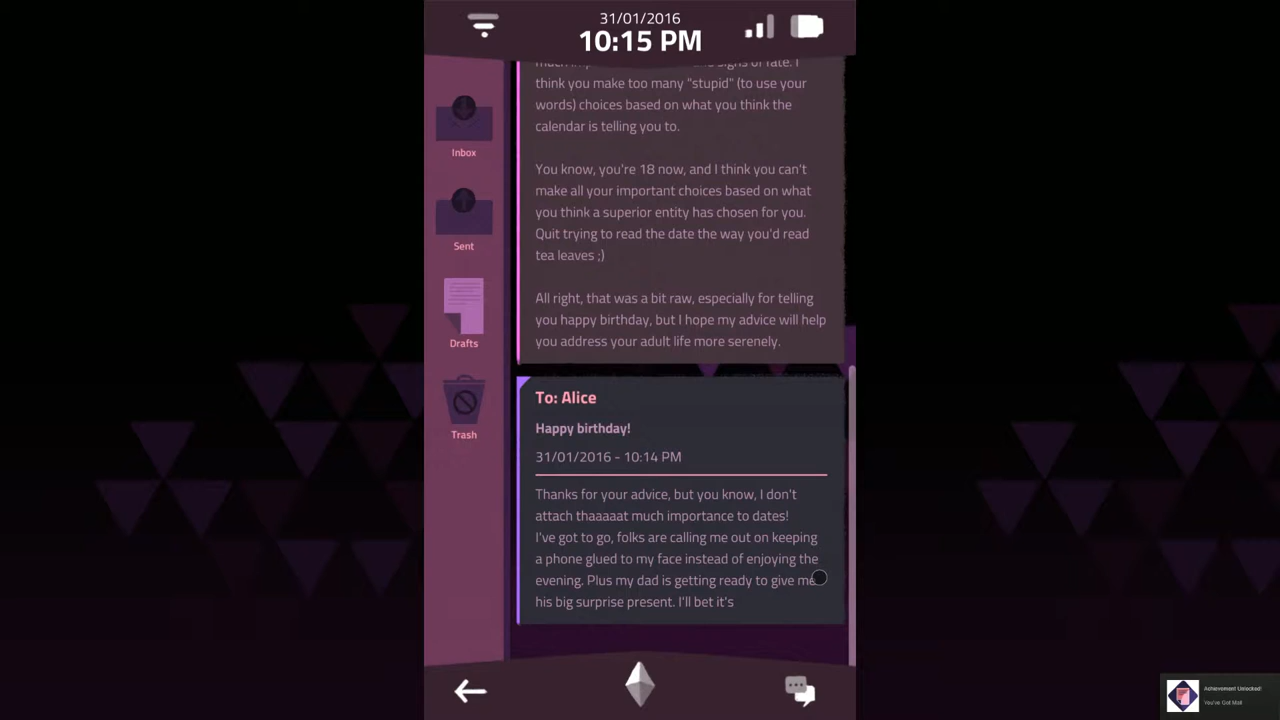 31/01/2016
10:15 PM
think you make too many "stupid" (to use your
words) choices based on what you think the
calendar is telling you to.
You know, you're 18 now, and I think you can't
make all your important choices based on what
you think a superior entity has chosen for you.
Quit trying to read the date the way you'd read
tea leaves ;)
All right, that was a bit raw, especially for telling
you happy birthday, but I hope my advice will help
you address your adult life more serenely.
Inbox
Sent
Drafts
Trash
To: Alice
Happy birthday!
31/01/2016 - 10:14 PM
Thanks for your advice, but you know, I don't
attach thaaaaat much importance to dates!
I've got to go, folks are calling me out on keeping
a phone glued to my face instead of enjoying the
evening. Plus my dad is getting ready to give me
his big surprise present. I'll bet it's
Achievement Unlocked!
You've Got Mail